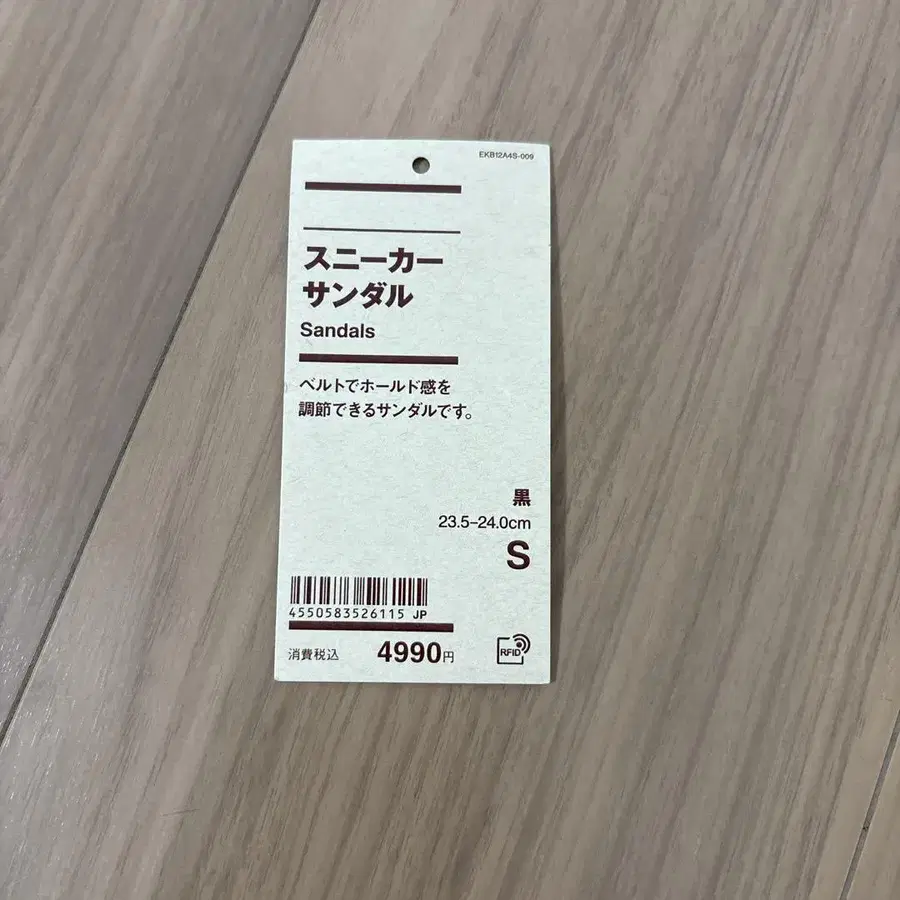 EKB12A4S-009
スニーカー
サンダル
Sandals
ベルトでホールド感を
調節できるサンダルです。
黒
23.5-24.0cm
S
4550583526115 JP
消費税込 4990円
RFID